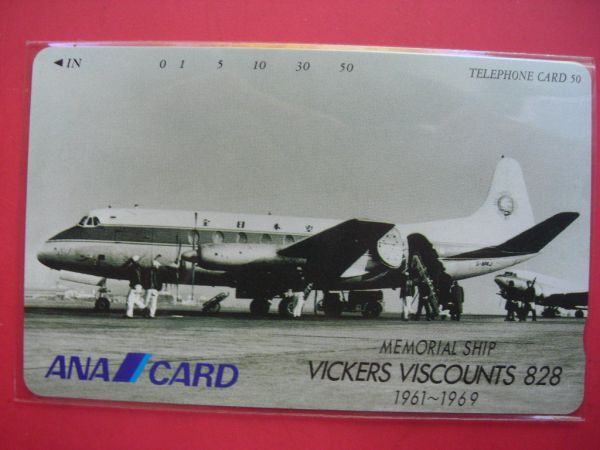 ◀IN 0 1 5 10 30 50
TELEPHONE CARD 50
全日本空
MEMORIAL SHIP
ANA CARD
VICKERS VISCOUNTS 828
1961~1969